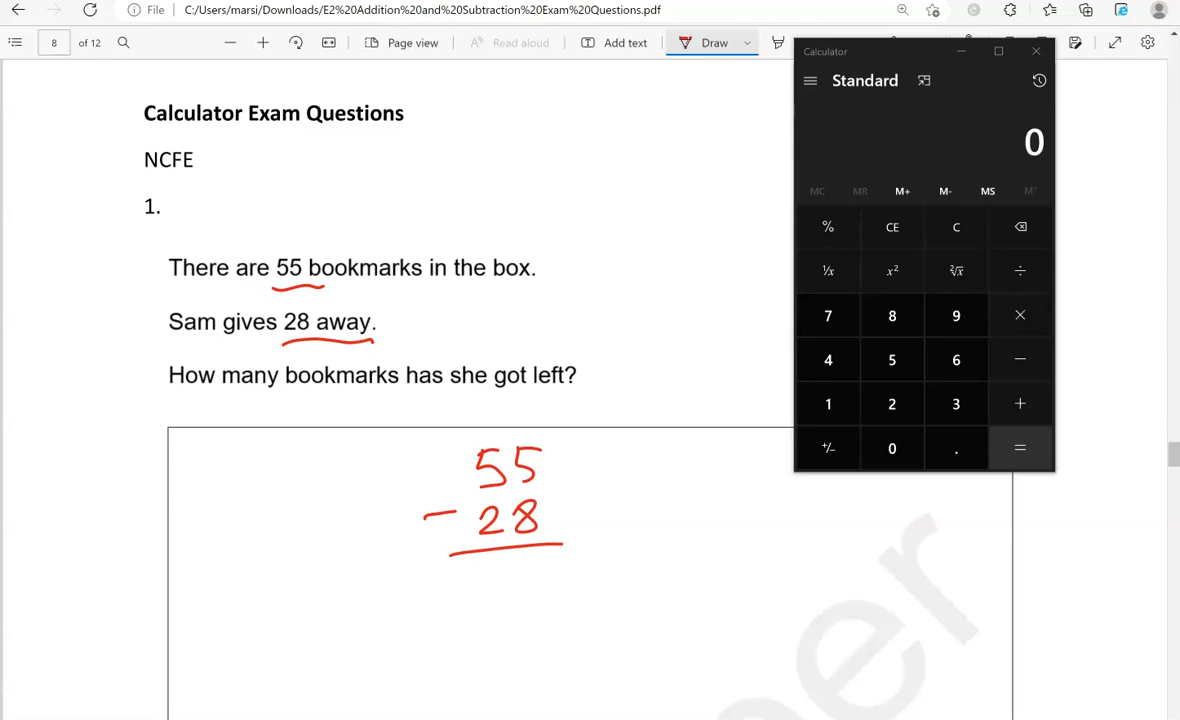 File
C:/Users/marsi/Downloads/E2%20Addition%20and%20Subtraction%20Exam%20Questions.pdf
8 of 12
Page view
Read aloud
Add text
Draw
Calculator Exam Questions
NCFE
1.
There are 55 bookmarks in the box.
Sam gives 28 away.
How many bookmarks has she got left?
55
- 28
Calculator
Standard
0
MC MR M+ M- MS
% CE C
¹/x x² ²√x ÷
7 8 9 ×
4 5 6 −
1 2 3 +
+/− 0 . =